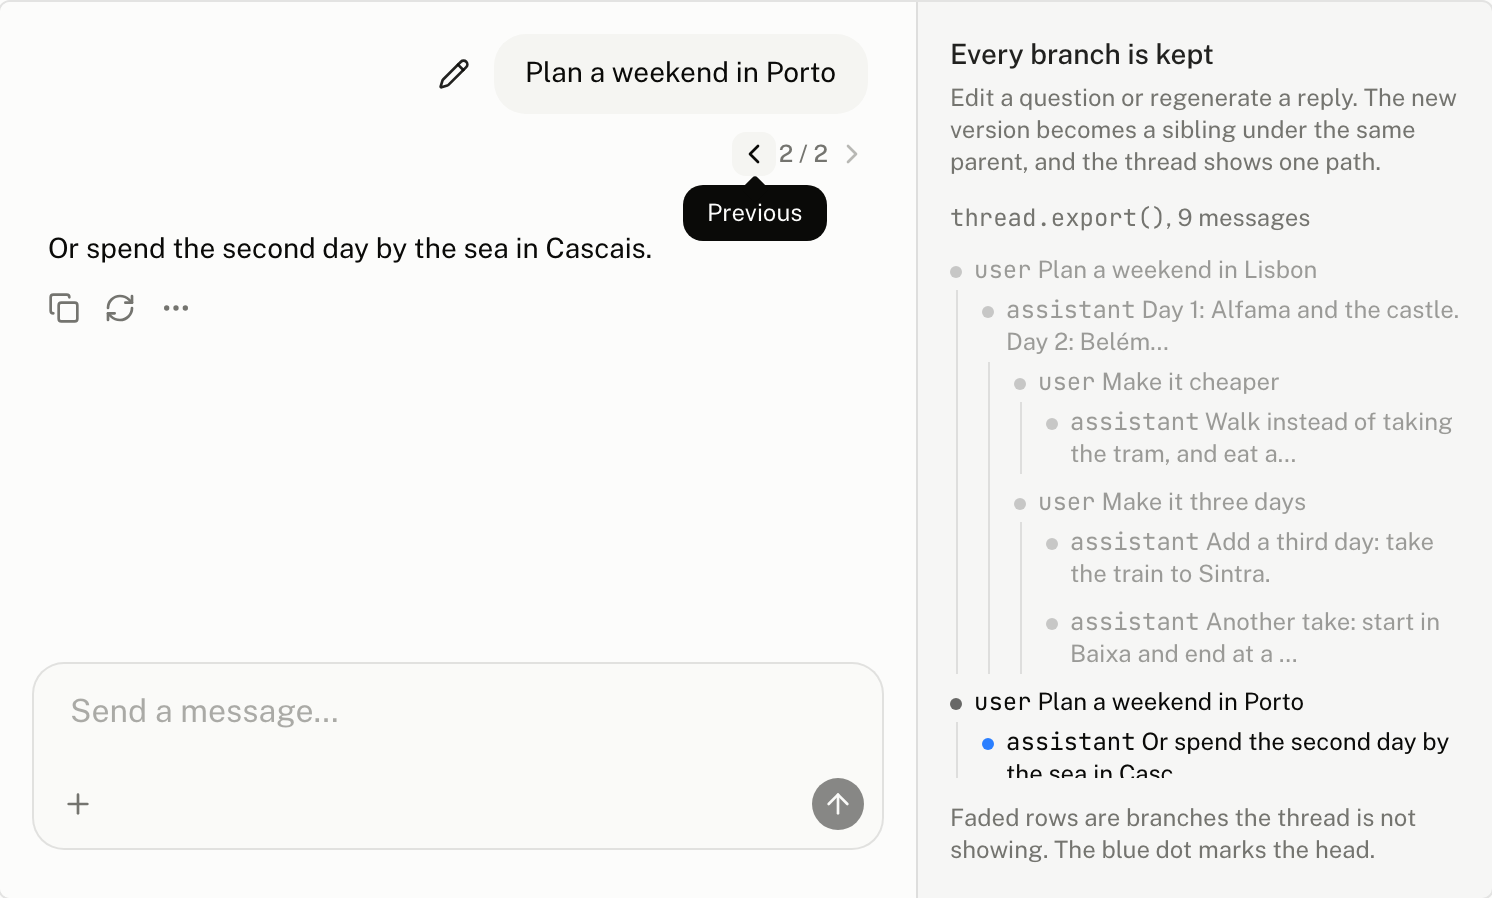 Plan a weekend in Porto
2 / 2
Previous
Or spend the second day by the sea in Cascais.
Send a message...
Every branch is kept
Edit a question or regenerate a reply. The new
version becomes a sibling under the same
parent, and the thread shows one path.
thread.export(), 9 messages
user Plan a weekend in Lisbon
assistant Day 1: Alfama and the castle.
Day 2: Belém...
user Make it cheaper
assistant Walk instead of taking
the tram, and eat a...
user Make it three days
assistant Add a third day: take
the train to Sintra.
assistant Another take: start in
Baixa and end at a ...
user Plan a weekend in Porto
assistant Or spend the second day by
the sea in Casc
Faded rows are branches the thread is not
showing. The blue dot marks the head.